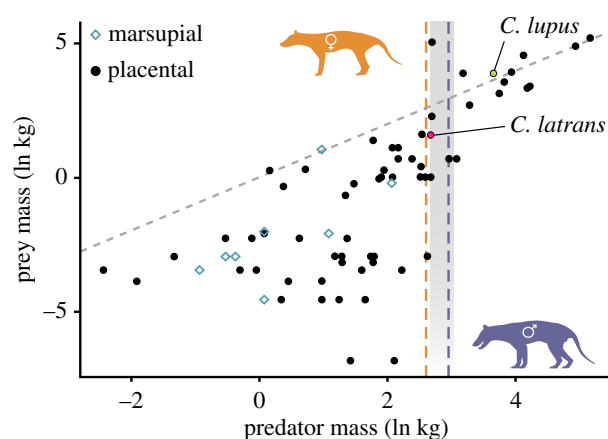 marsupial
placental
♀
C. lupus
C. latrans
♂
prey mass (ln kg)
5
0
−5
−2
0
2
4
predator mass (ln kg)